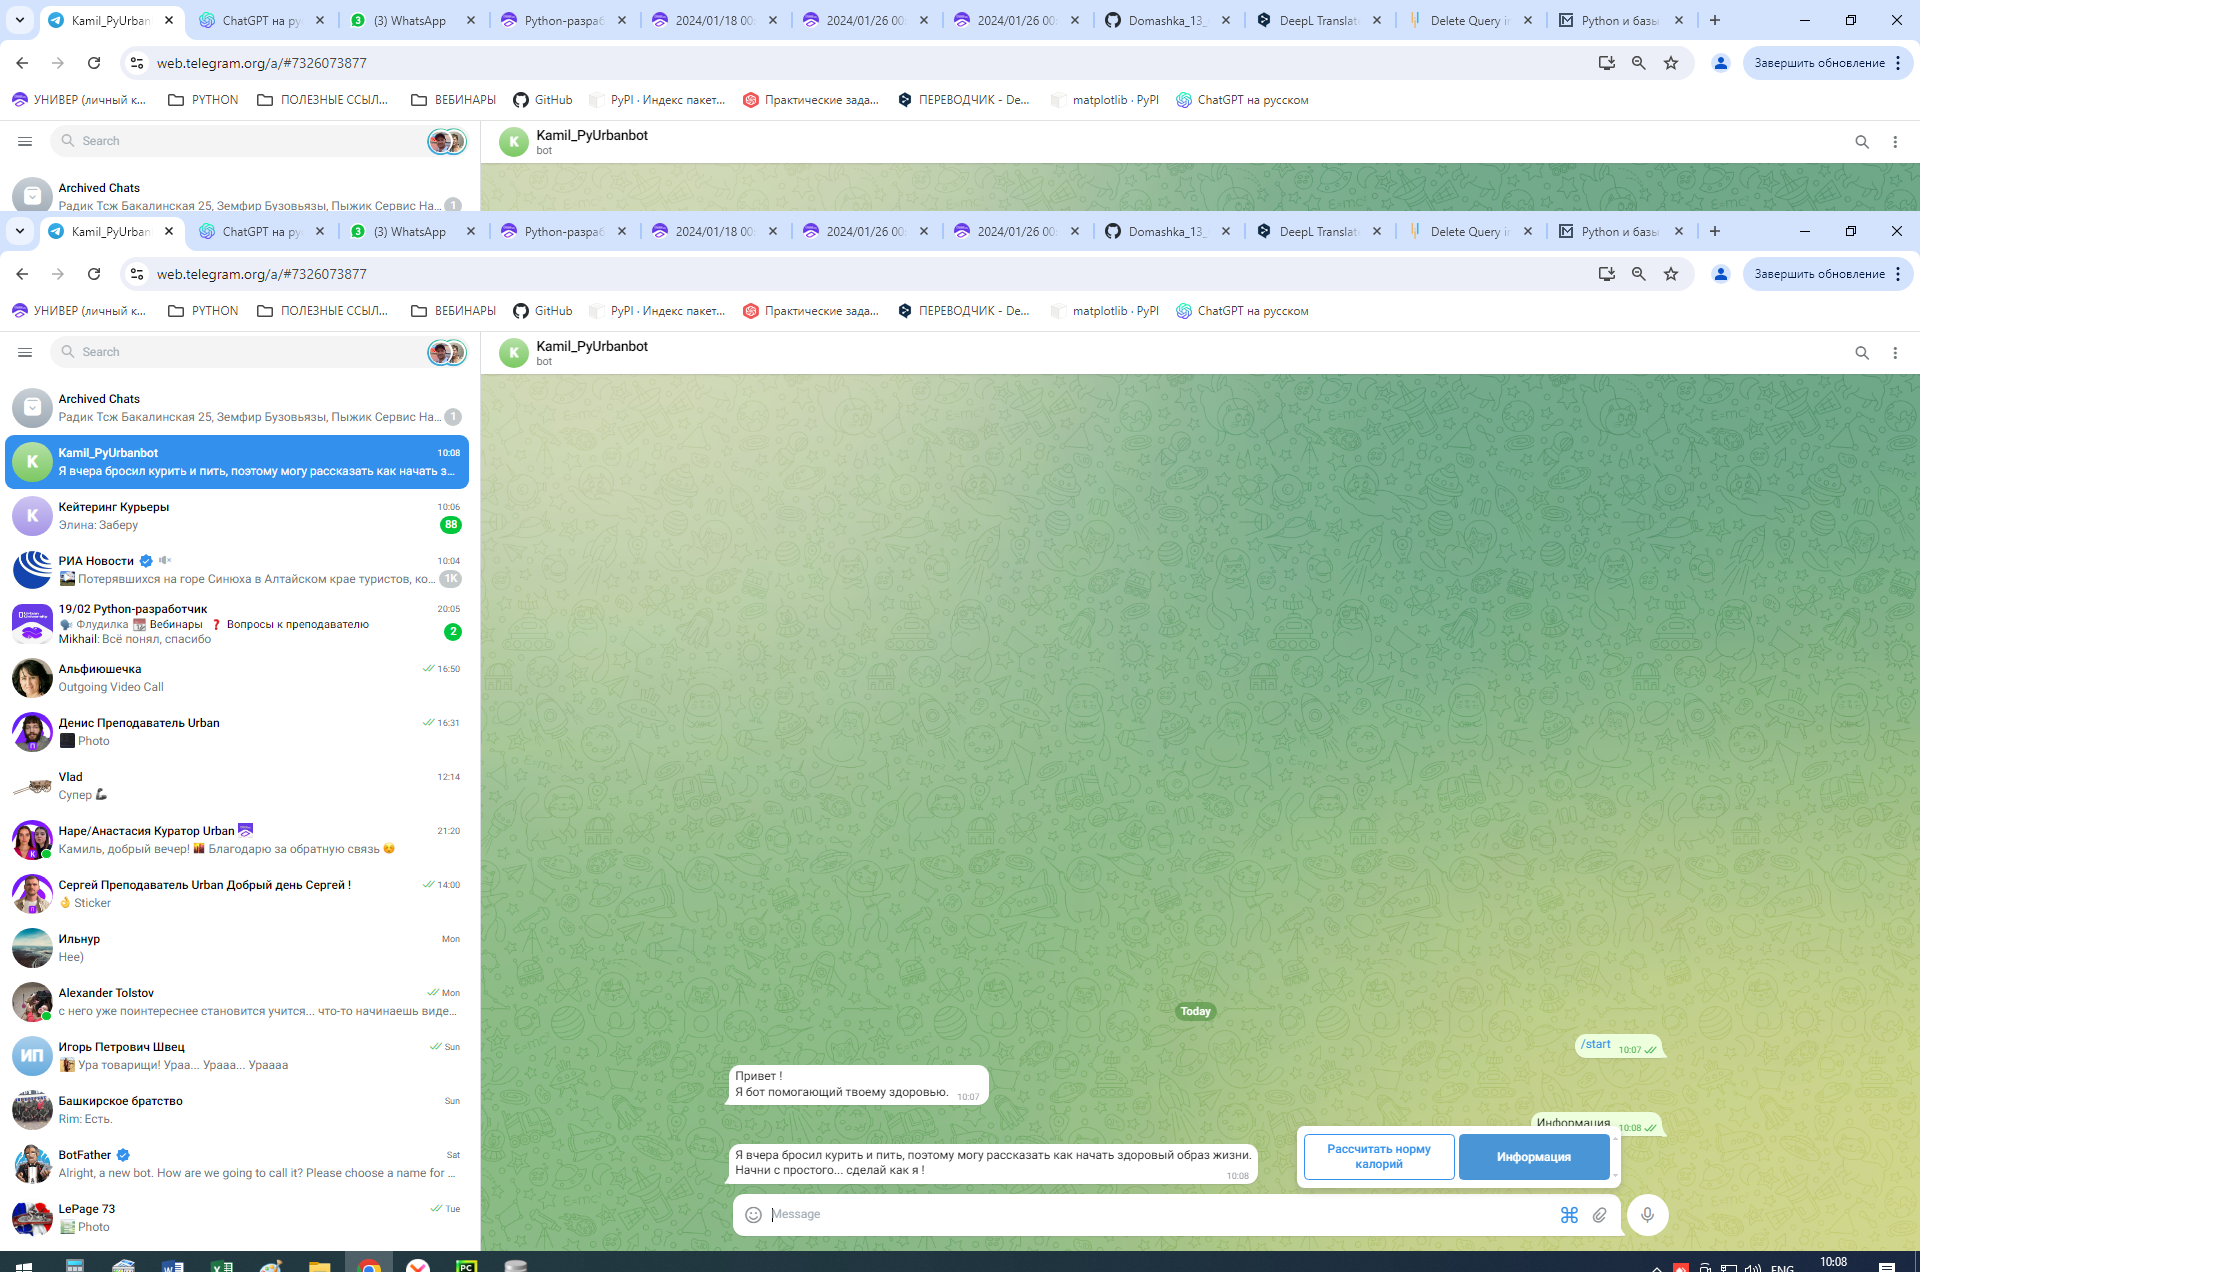 Kamil_PyUrban
ChatGPT на ру
(3) WhatsApp
Python-разраб
2024/01/18 00:
2024/01/26 00:
2024/01/26 00:
Domashka_13_
DeepL Translat
Delete Query i
Python и базы
web.telegram.org/a/#7326073877
Завершить обновление
УНИВЕР (личный к...
PYTHON
ПОЛЕЗНЫЕ ССЫЛ...
ВЕБИНАРЫ
GitHub
PyPI · Индекс пакет...
Практические зада...
ПЕРЕВОДЧИК - De...
matplotlib · PyPI
ChatGPT на русском
Search
K
Kamil_PyUrbanbot
bot
Archived Chats
Радик Тсж Бакалинская 25, Земфир Бузовьязы, Пыжик Сервис На... 1
Kamil_PyUrban
ChatGPT на ру
(3) WhatsApp
Python-разраб
2024/01/18 00:
2024/01/26 00:
2024/01/26 00:
Domashka_13_
DeepL Translat
Delete Query i
Python и базы
web.telegram.org/a/#7326073877
Завершить обновление
УНИВЕР (личный к...
PYTHON
ПОЛЕЗНЫЕ ССЫЛ...
ВЕБИНАРЫ
GitHub
PyPI · Индекс пакет...
Практические зада...
ПЕРЕВОДЧИК - De...
matplotlib · PyPI
ChatGPT на русском
Search
K
Kamil_PyUrbanbot
bot
Archived Chats
Радик Тсж Бакалинская 25, Земфир Бузовьязы, Пыжик Сервис На... 1
K
Kamil_PyUrbanbot 10:08
Я вчера бросил курить и пить, поэтому могу рассказать как начать з...
K
Кейтеринг Курьеры 10:06
Элина: Заберу 88
РИА Новости 10:04
Потерявшихся на горе Синюха в Алтайском крае туристов, ко... 1K
19/02 Python-разработчик 20:05
Флудилка Вебинары Вопросы к преподавателю
Mikhail: Всё понял, спасибо 2
Альфиюшечка 16:50
Outgoing Video Call
Денис Преподаватель Urban 16:31
Photo
Vlad 12:14
Супер
Наре/Анастасия Куратор Urban 21:20
Камиль, добрый вечер! Благодарю за обратную связь
Сергей Преподаватель Urban Добрый день Сергей ! 14:00
Sticker
Ильнур Mon
Нее)
Alexander Tolstov Mon
с него уже поинтереснее становится учится... что-то начинаешь виде...
ИП
Игорь Петрович Швец Sun
Ура товарищи! Ураа... Урааа... Ураааа
Башкирское братство Sun
Rim: Есть.
BotFather Sat
Alright, a new bot. How are we going to call it? Please choose a name for ...
LePage 73 Tue
Photo
Today
/start 10:07
Привет !
Я бот помогающий твоему здоровью. 10:07
Информация 10:08
Я вчера бросил курить и пить, поэтому могу рассказать как начать здоровый образ жизни.
Начни с простого... сделай как я ! 10:08
Рассчитать норму
калорий
Информация
Message
ENG
10:08